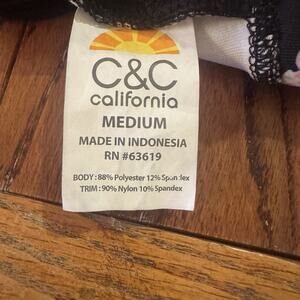 C&C
california
MEDIUM
MADE IN INDONESIA
RN #63619
BODY : 88% Polyester 12% Spandex
TRIM : 90% Nylon 10% Spandex